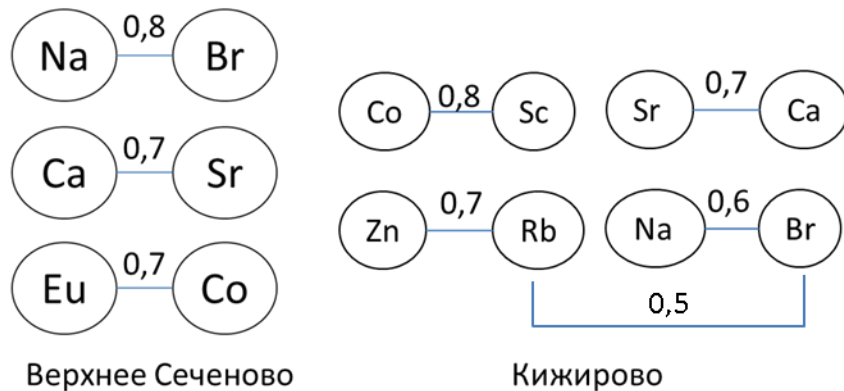 0,8
Na Br
0,7
Ca Sr
0,7
Eu Co
Верхнее Сеченово
0,8 0,7
Co Sc Sr Ca
0,7 0,6
Zn Rb Na Br
0,5
Кижирово